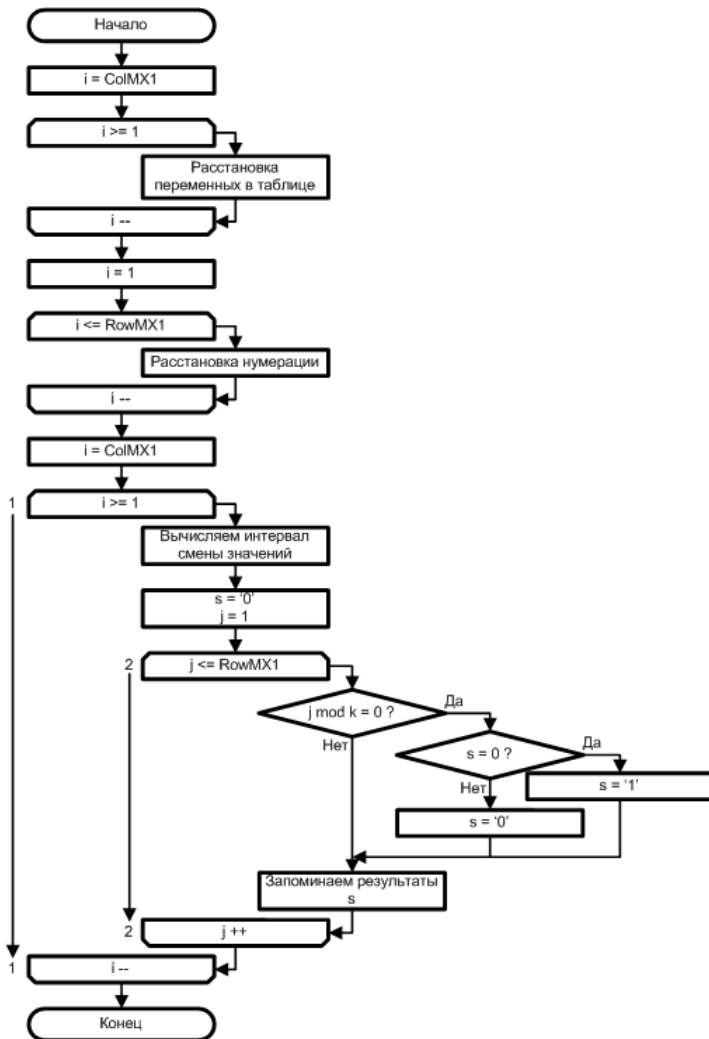 Начало
i = ColMX1
i >= 1
Расстановка
переменных в таблице
i --
i = 1
i <= RowMX1
Расстановка нумерации
i --
i = ColMX1
1
i >= 1
Вычисляем интервал
смены значений
s = ‘0’
j = 1
2
j <= RowMX1
j mod k = 0 ?
Да
Нет
s = 0 ?
Да
Нет
s = ‘1’
s = ‘0’
Запоминаем результаты
s
2
j ++
1
i --
Конец